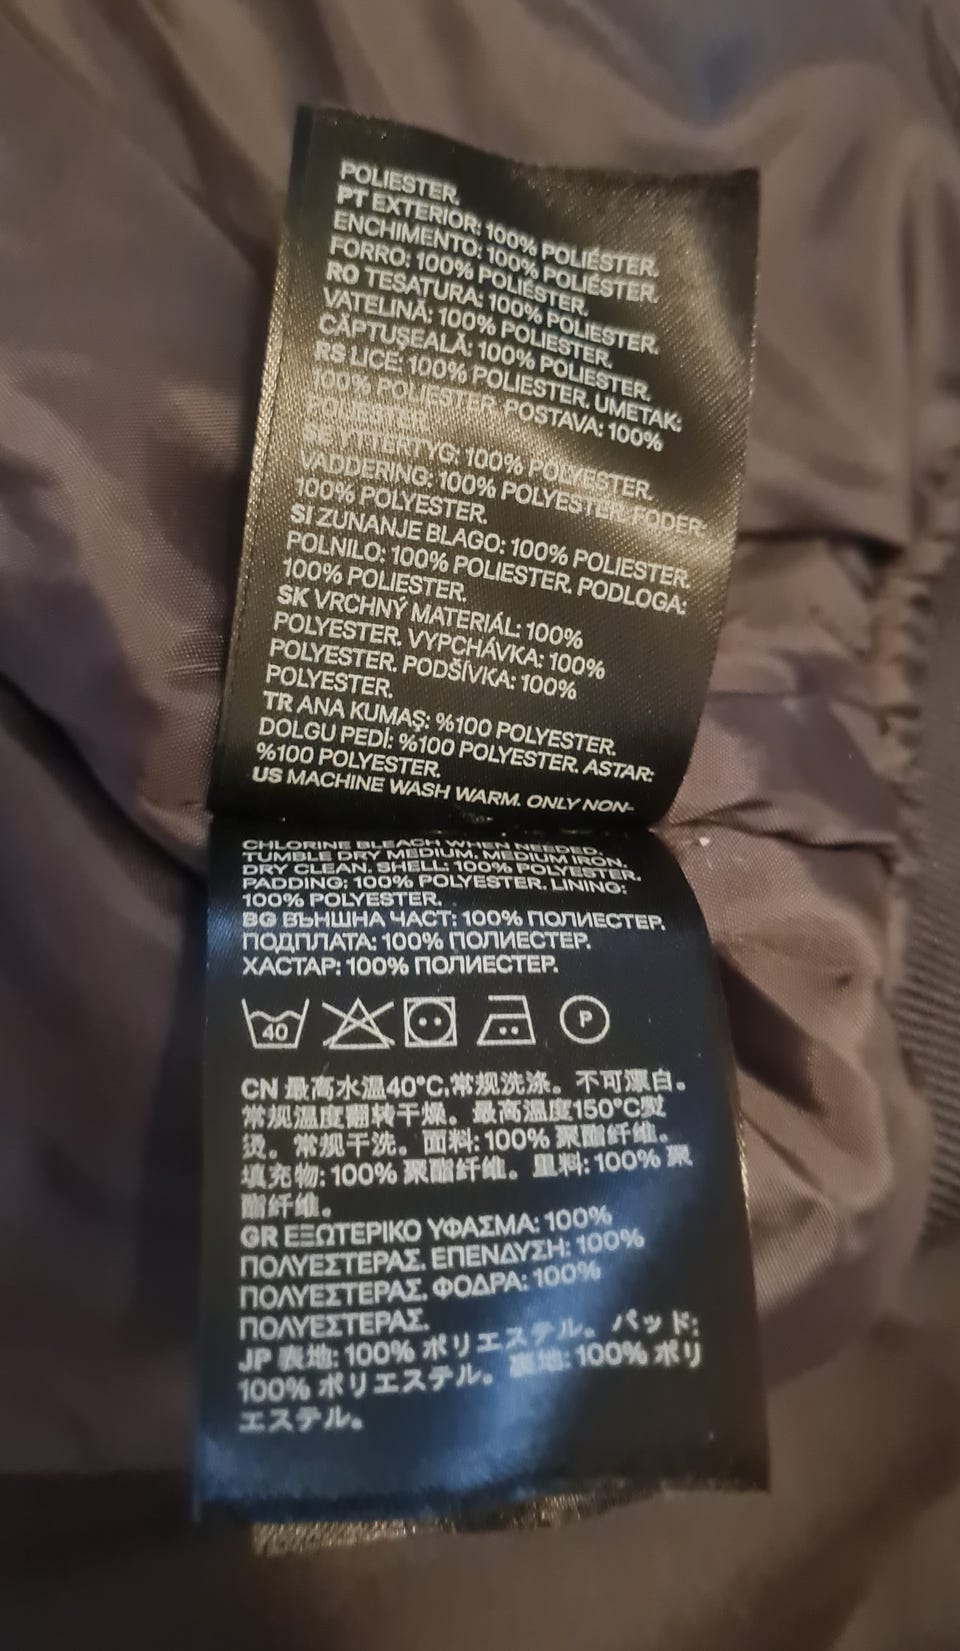 POLIESTER.
PT EXTERIOR: 100% POLIÉSTER.
ENCHIMENTO: 100% POLIÉSTER.
FORRO: 100% POLIÉSTER.
RO TESATURA: 100% POLIESTER.
VATELINĂ: 100% POLIESTER.
CĂPTUŞEALĂ: 100% POLIESTER.
RS LICE: 100% POLIESTER. UMETAK:
100% POLIESTER. POSTAVA: 100%
POLIESTER.
SE YTTERTYG: 100% POLYESTER.
VADDERING: 100% POLYESTER. FODER:
100% POLYESTER.
SI ZUNANJE BLAGO: 100% POLIESTER.
POLNILO: 100% POLIESTER. PODLOGA:
100% POLIESTER.
SK VRCHNÝ MATERIÁL: 100%
POLYESTER. VYPCHÁVKA: 100%
POLYESTER. PODŠÍVKA: 100%
POLYESTER.
TR ANA KUMAŞ: %100 POLYESTER.
DOLGU PEDİ: %100 POLYESTER. ASTAR:
%100 POLYESTER.
US MACHINE WASH WARM. ONLY NON-
CHLORINE BLEACH WHEN NEEDED.
TUMBLE DRY MEDIUM. MEDIUM IRON.
DRY CLEAN. SHELL: 100% POLYESTER.
PADDING: 100% POLYESTER. LINING:
100% POLYESTER.
BG ВЪНШНА ЧАСТ: 100% ПОЛИЕСТЕР.
ПОДПЛАТА: 100% ПОЛИЕСТЕР.
ХАСТАР: 100% ПОЛИЕСТЕР.
40 P
CN 最高水温40°C,常规洗涤。不可漂白。
常规温度翻转干燥。最高温度150°C熨
烫。常规干洗。面料: 100% 聚酯纤维。
填充物: 100% 聚酯纤维。里料: 100% 聚
酯纤维。
GR ΕΞΩΤΕΡΙΚΟ ΥΦΑΣΜΑ: 100%
ΠΟΛΥΕΣΤΕΡΑΣ. ΕΠΕΝΔΥΣΗ: 100%
ΠΟΛΥΕΣΤΕΡΑΣ. ΦΟΔΡΑ: 100%
ΠΟΛΥΕΣΤΕΡΑΣ.
JP 表地: 100% ポリエステル。パッド:
100% ポリエステル。裏地: 100% ポリ
エステル。